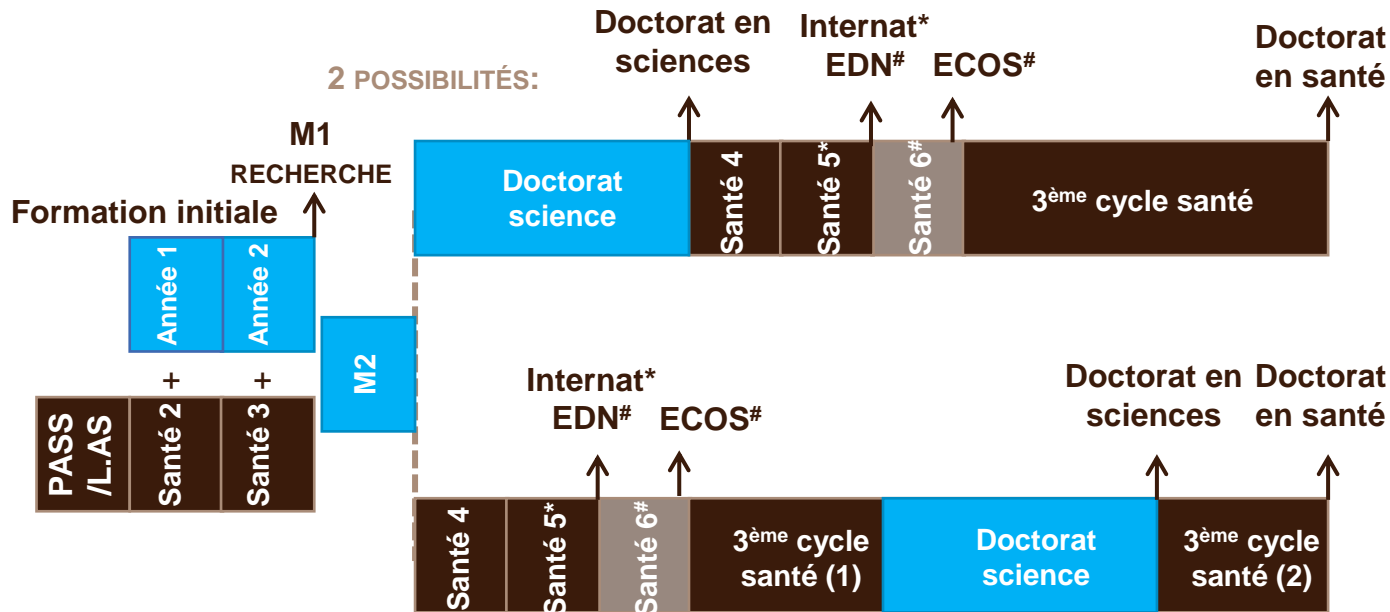 2 POSSIBILITÉS:
Doctorat en
sciences
Internat*
EDN#
ECOS#
Doctorat
en santé
M1
RECHERCHE
Formation initiale
Année 1
Année 2
+
+
PASS
/L.AS
Santé 2
Santé 3
M2
Doctorat
science
Santé 4
Santé 5*
Santé 6#
3ème cycle santé
Internat*
EDN#
ECOS#
Doctorat en
sciences
Doctorat
en santé
Santé 4
Santé 5*
Santé 6#
3ème cycle
santé (1)
Doctorat
science
3ème cycle
santé (2)